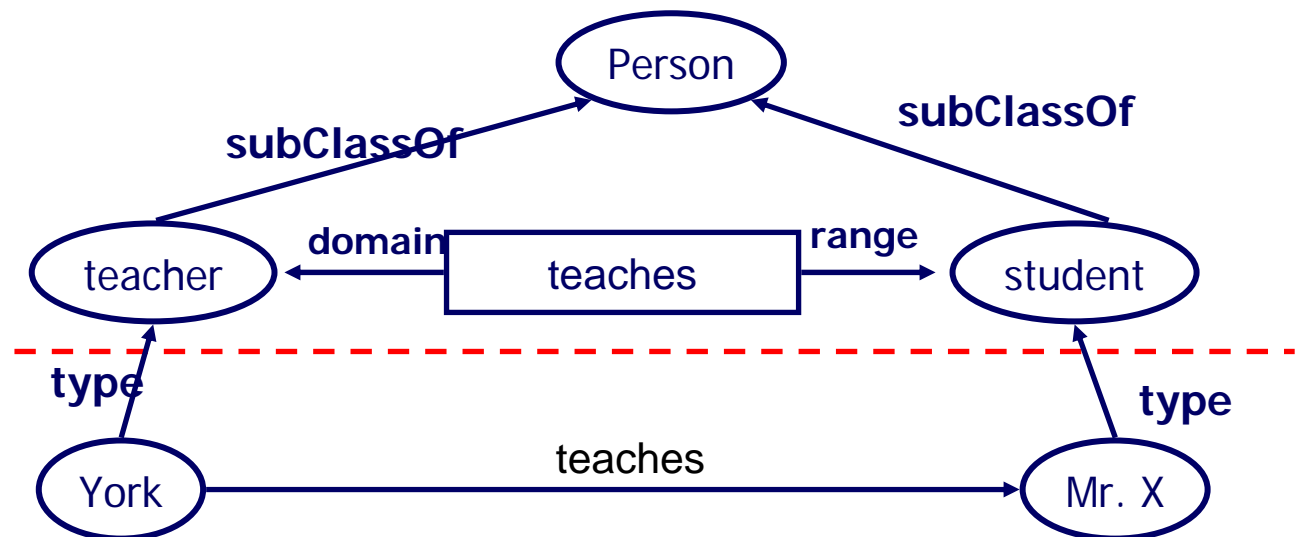 Person
subClassOf
subClassOf
domain
range
teacher
teaches
student
type
type
teaches
York
Mr. X